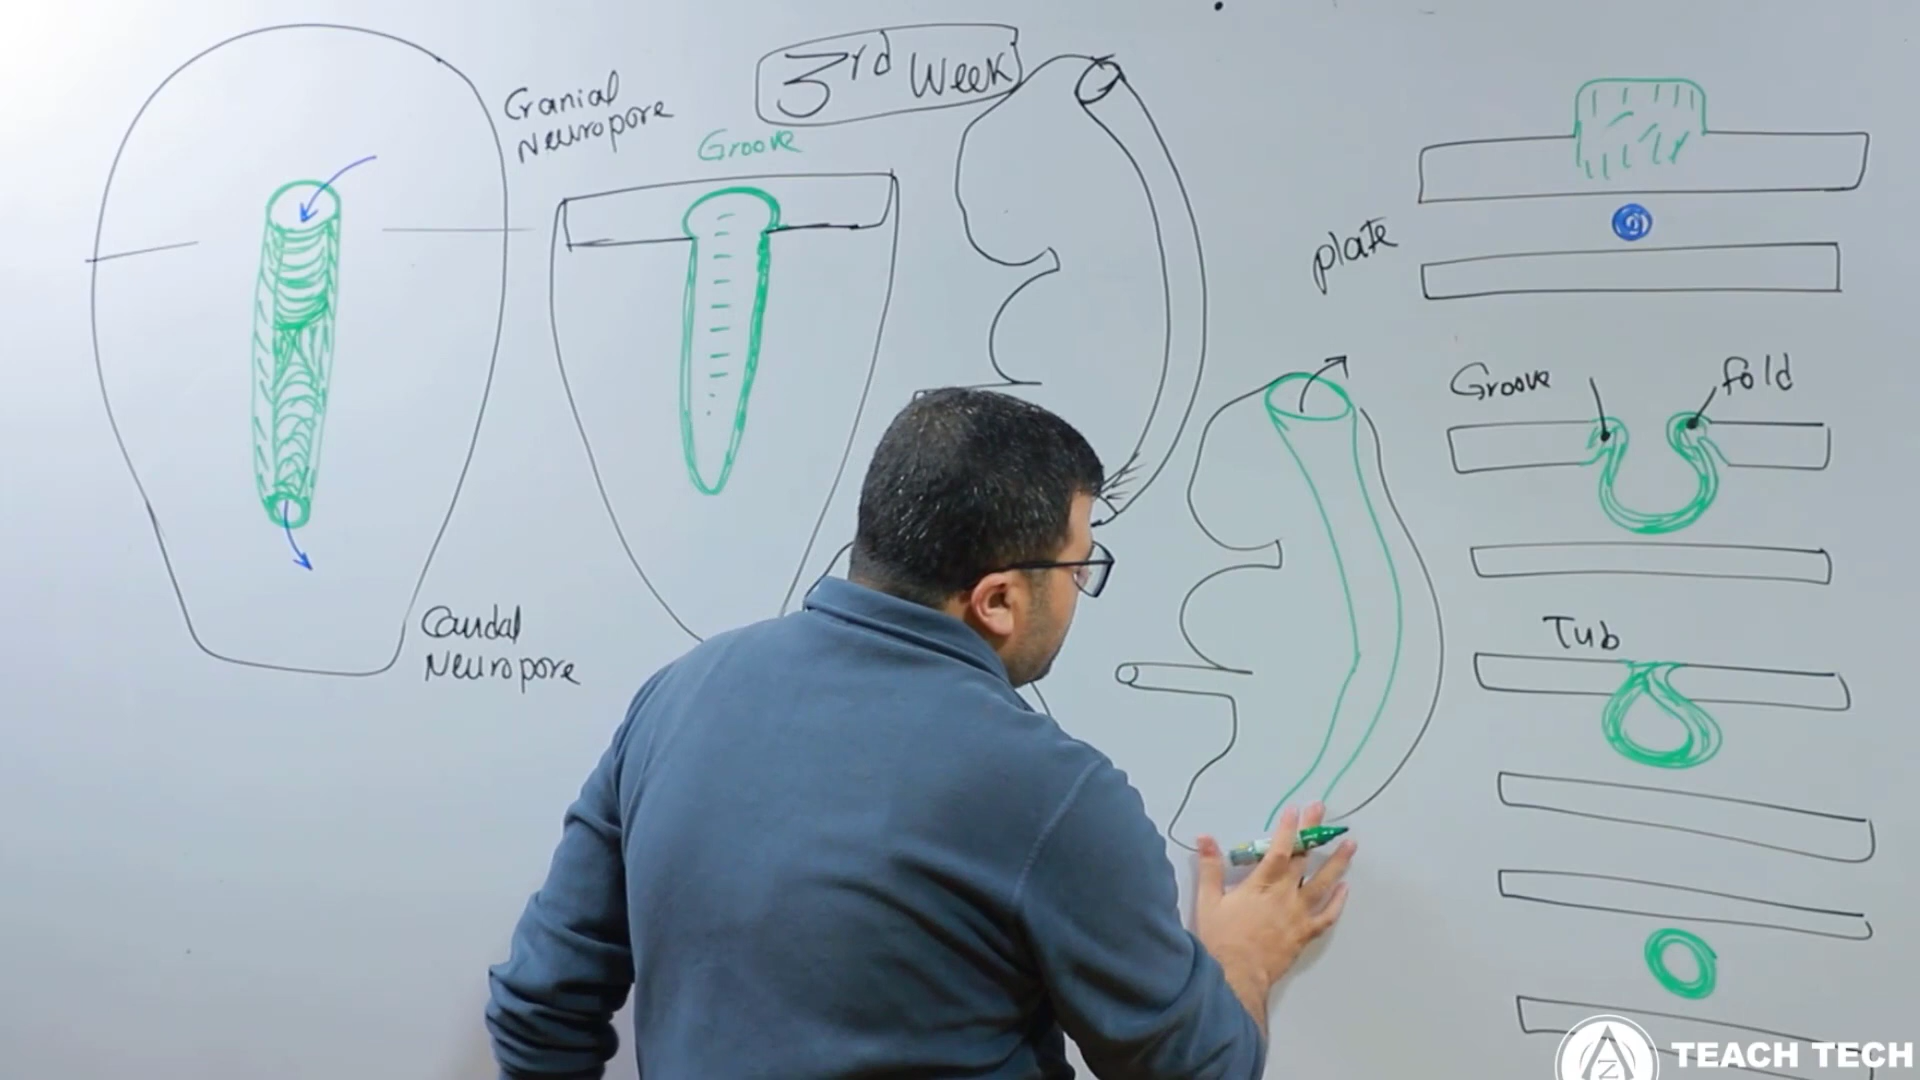 Cranial
Neuropore
3rd Week
Groove
Caudal
Neuropore
plate
Groove
fold
Tub
TEACH TECH